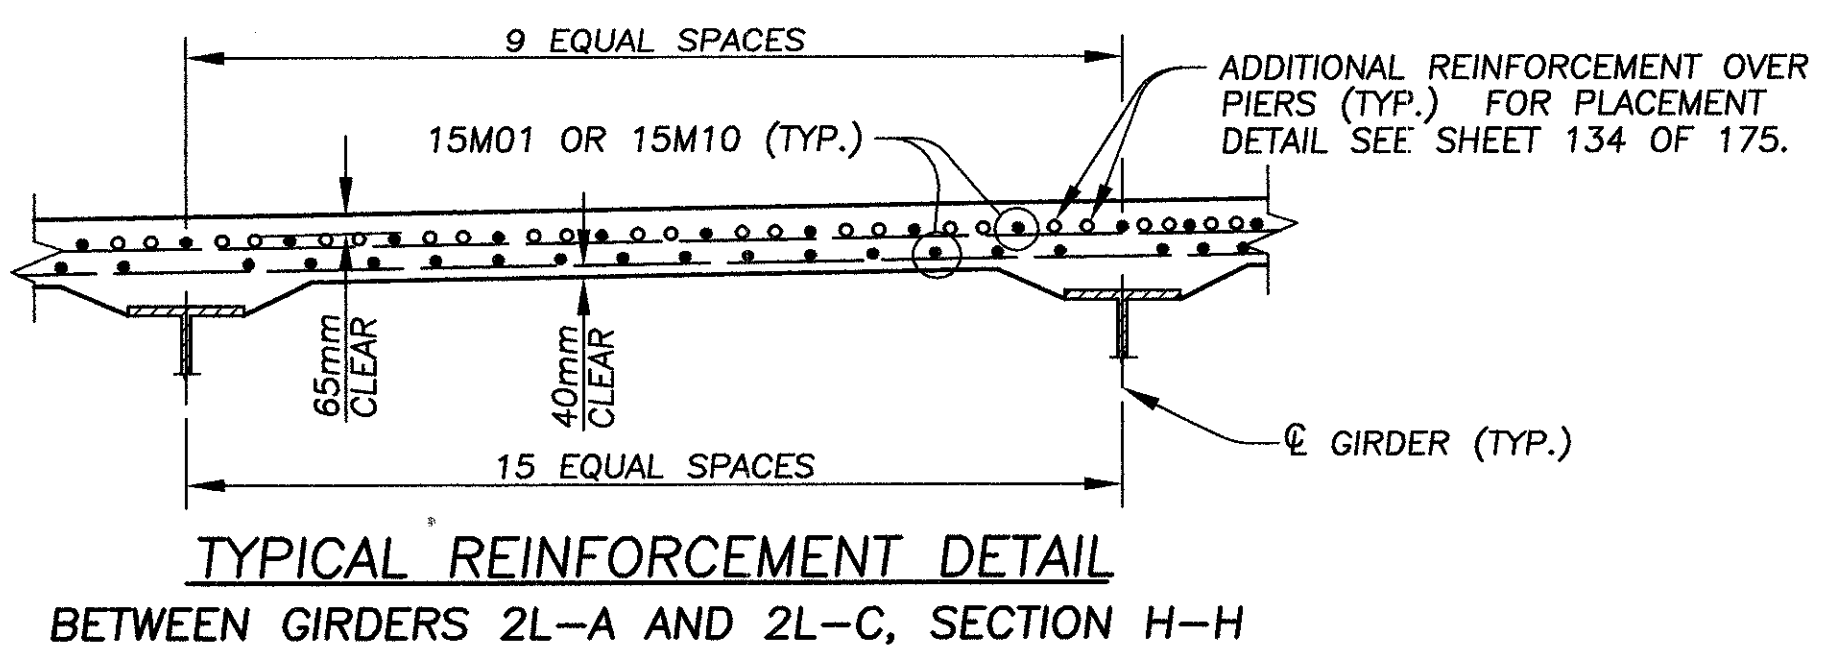 9 EQUAL SPACES
ADDITIONAL REINFORCEMENT OVER
PIERS (TYP.) FOR PLACEMENT
DETAIL SEE SHEET 134 OF 175.
15M01 OR 15M10 (TYP.)
65mm
CLEAR
40mm
CLEAR
℄ GIRDER (TYP.)
15 EQUAL SPACES
TYPICAL REINFORCEMENT DETAIL
BETWEEN GIRDERS 2L-A AND 2L-C, SECTION H-H